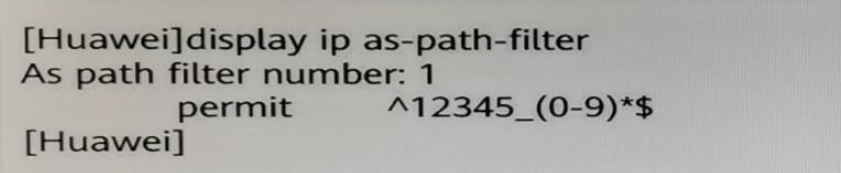 [Huawei]display ip as-path-filter
As path filter number: 1
permit ^12345_(0-9)*$
[Huawei]